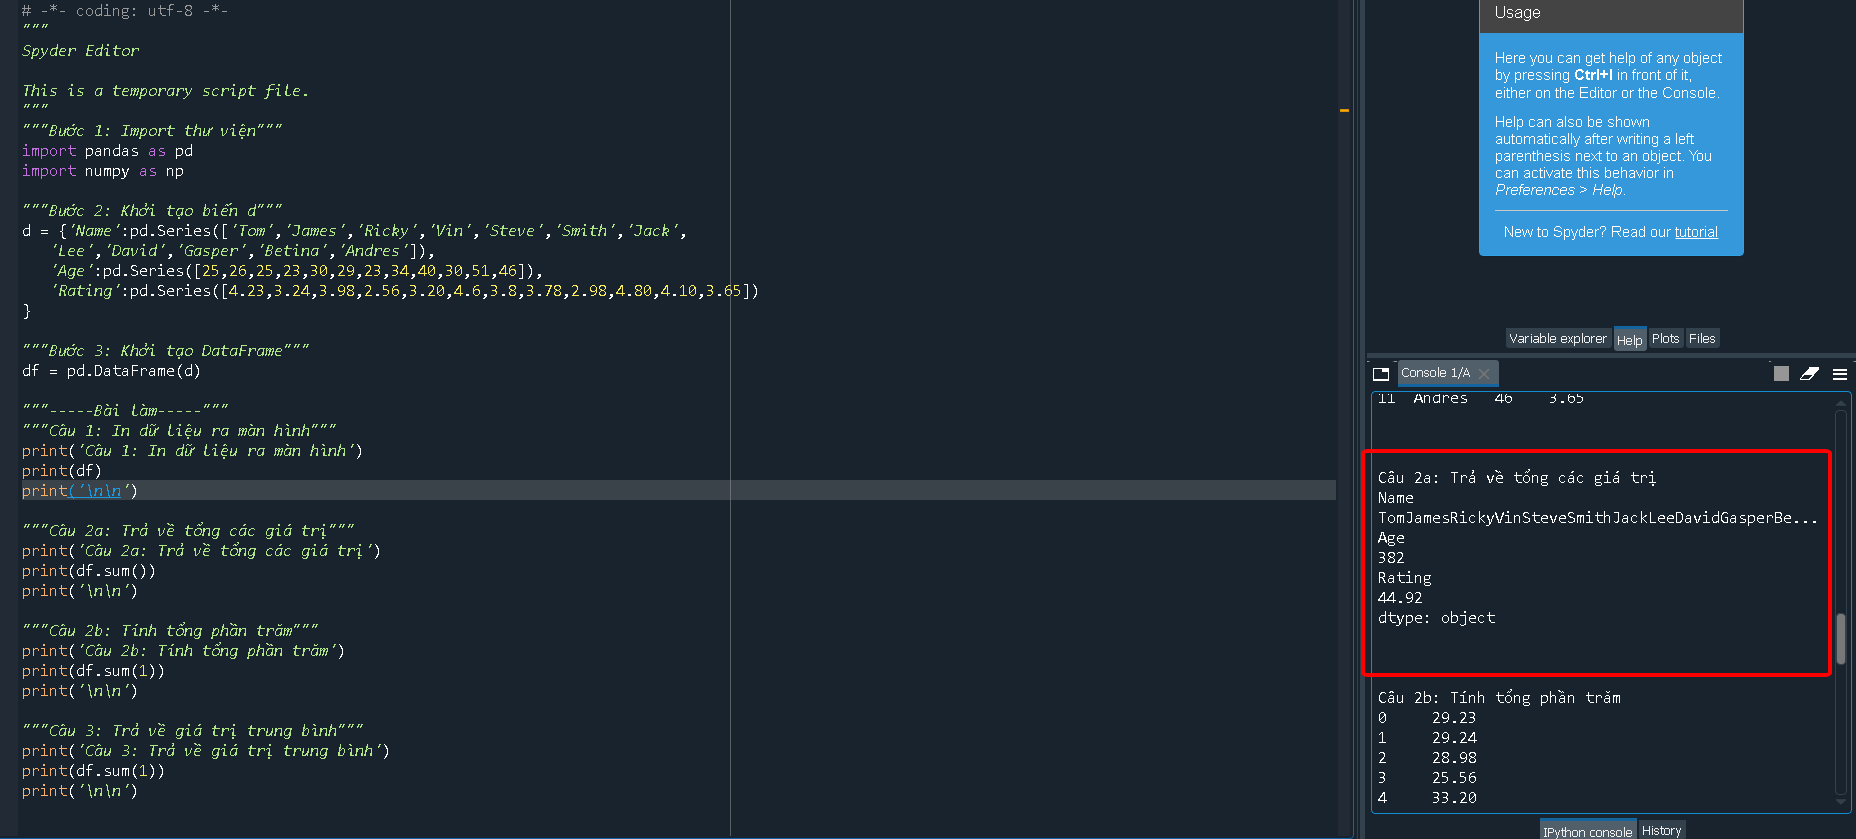 # -*- coding: utf-8 -*-
"""
Spyder Editor
This is a temporary script file.
"""
"""Bước 1: Import thư viện"""
import pandas as pd
import numpy as np
"""Bước 2: Khởi tạo biến d"""
d = {'Name':pd.Series(['Tom','James','Ricky','Vin','Steve','Smith','Jack',
'Lee','David','Gasper','Betina','Andres']),
'Age':pd.Series([25,26,25,23,30,29,23,34,40,30,51,46]),
'Rating':pd.Series([4.23,3.24,3.98,2.56,3.20,4.6,3.8,3.78,2.98,4.80,4.10,3.65])
}
"""Bước 3: Khởi tạo DataFrame"""
df = pd.DataFrame(d)
"""-----Bài làm-----"""
"""Câu 1: In dữ liệu ra màn hình"""
print('Câu 1: In dữ liệu ra màn hình')
print(df)
print('\n\n')
"""Câu 2a: Trả về tổng các giá trị"""
print('Câu 2a: Trả về tổng các giá trị')
print(df.sum())
print('\n\n')
"""Câu 2b: Tính tổng phần trăm"""
print('Câu 2b: Tính tổng phần trăm')
print(df.sum(1))
print('\n\n')
"""Câu 3: Trả về giá trị trung bình"""
print('Câu 3: Trả về giá trị trung bình')
print(df.sum(1))
print('\n\n')
Usage
Here you can get help of any object
by pressing Ctrl+I in front of it,
either on the Editor or the Console.
Help can also be shown
automatically after writing a left
parenthesis next to an object. You
can activate this behavior in
Preferences > Help.
New to Spyder? Read our tutorial
Variable explorer Help Plots Files
Console 1/A
11 Andres 46 3.65
Câu 2a: Trả về tổng các giá trị
Name
TomJamesRickyVinSteveSmithJackLeeDavidGasperBe...
Age
382
Rating
44.92
dtype: object
Câu 2b: Tính tổng phần trăm
0 29.23
1 29.24
2 28.98
3 25.56
4 33.20
IPython console History